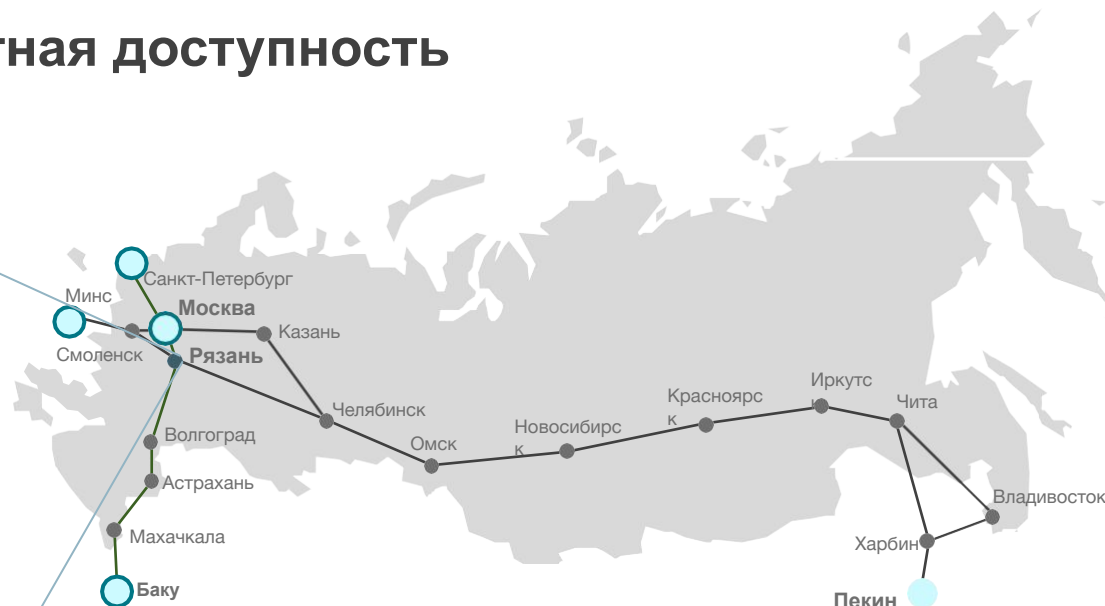 тная доступность
Санкт-Петербург
Минс
Москва
Казань
Смоленск
Рязань
Иркутс
Красноярс
к
Чита
Челябинск
Новосибирс
к
Омск
Волгоград
Астрахань
Владивосток
Махачкала
Харбин
Баку
Пекин